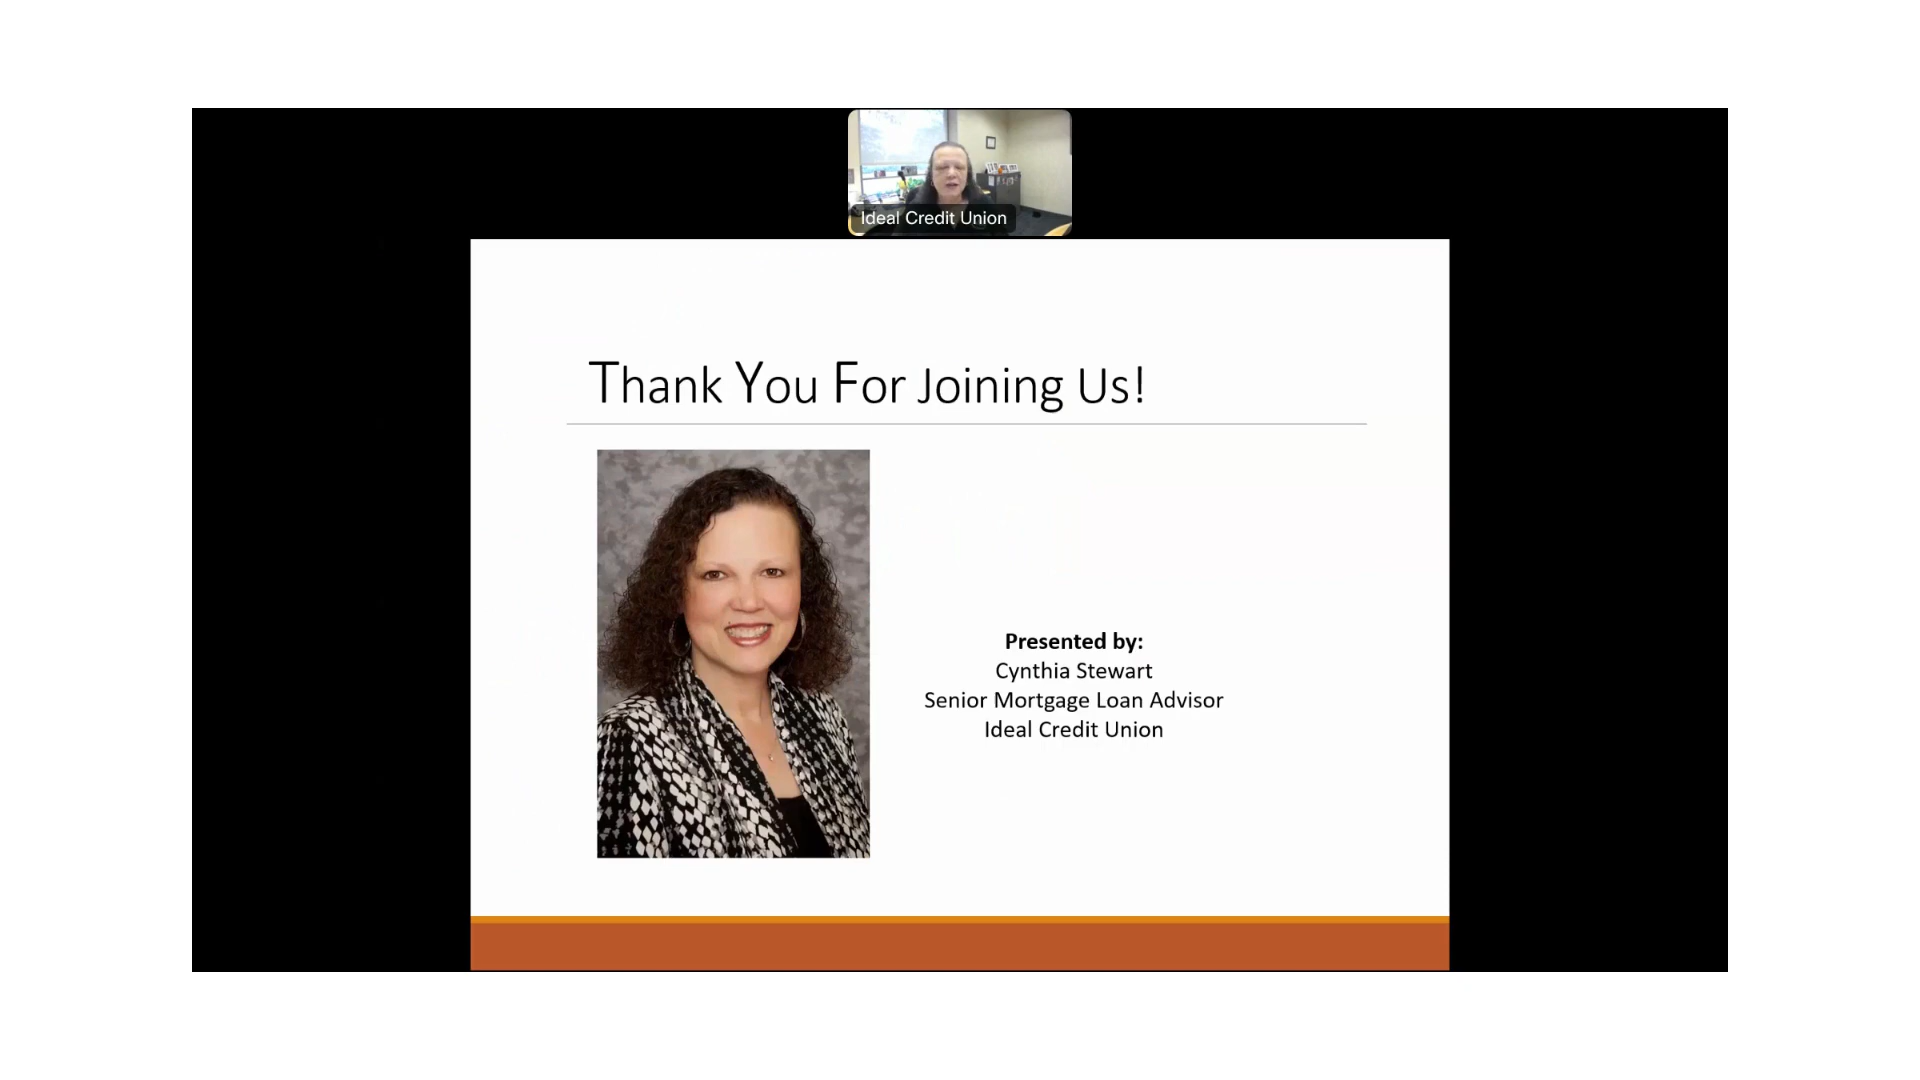 Ideal Credit Union
Thank You For Joining Us!
Presented by:
Cynthia Stewart
Senior Mortgage Loan Advisor
Ideal Credit Union